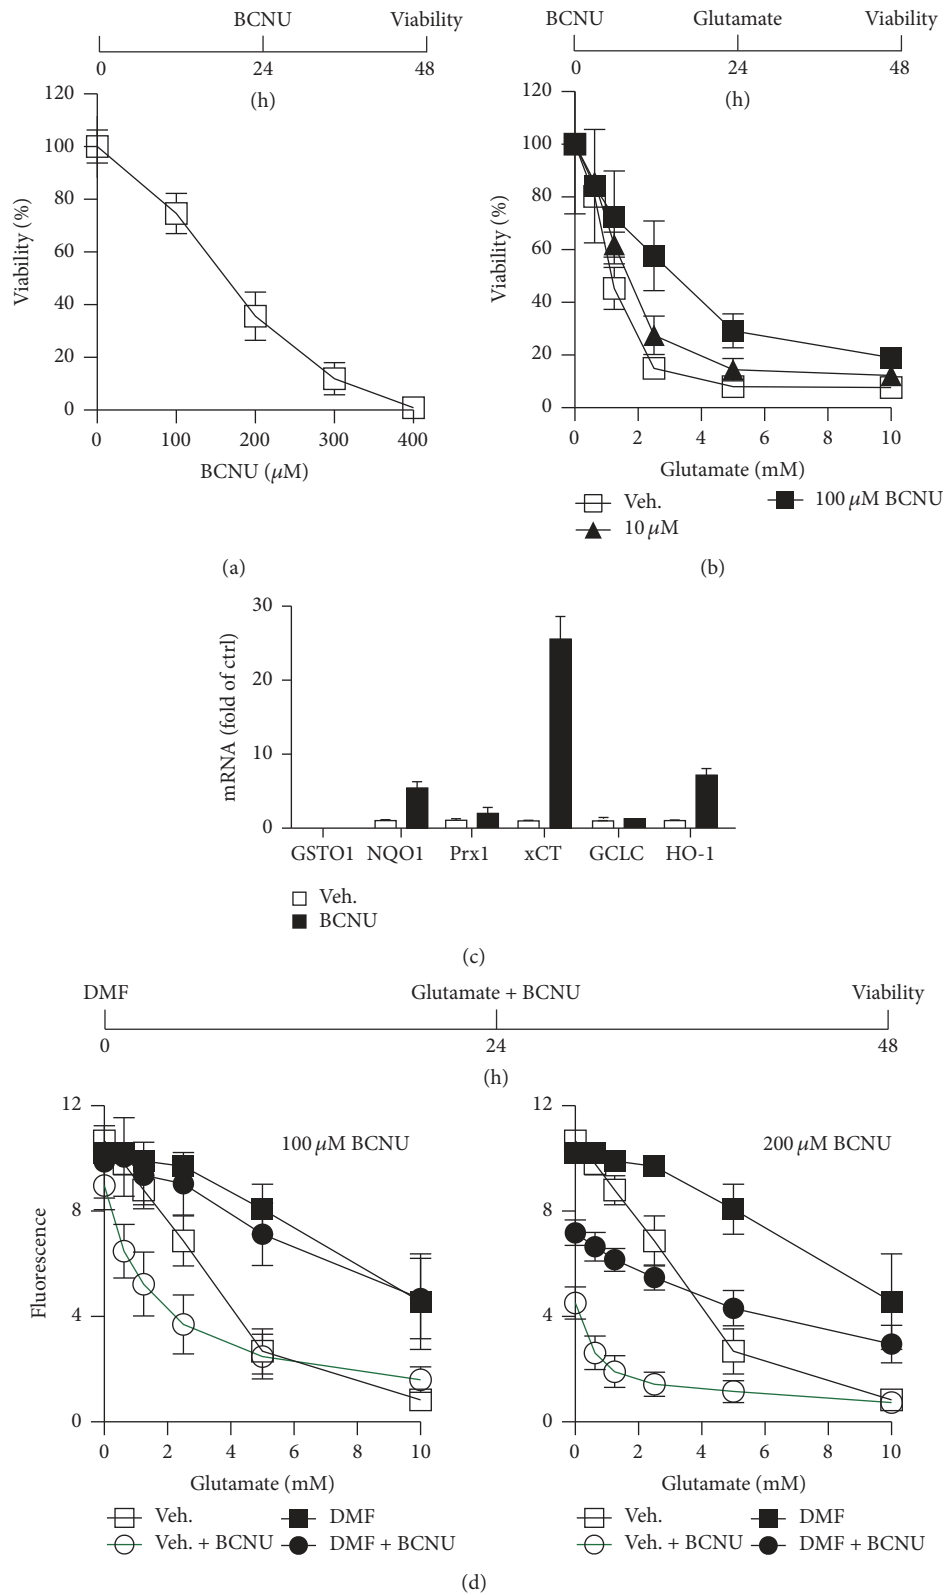 BCNU Viability
0 24 48
(h)
120
100
80
60
40
20
0
Viability (%)
0 100 200 300 400
BCNU (μM)
(a)
BCNU Glutamate Viability
0 24 48
(h)
120
100
80
60
40
20
0
Viability (%)
0 2 4 6 8 10
Glutamate (mM)
Veh. 100 μM BCNU
10 μM
(b)
30
20
10
0
mRNA (fold of ctrl)
GSTO1 NQO1 Prx1 xCT GCLC HO-1
Veh.
BCNU
(c)
DMF Glutamate + BCNU Viability
0 24 48
(h)
12
8
4
0
Fluorescence
100 μM BCNU
0 2 4 6 8 10
Glutamate (mM)
Veh. DMF
Veh. + BCNU DMF + BCNU
12
8
4
0
200 μM BCNU
0 2 4 6 8 10
Glutamate (mM)
Veh. DMF
Veh. + BCNU DMF + BCNU
(d)